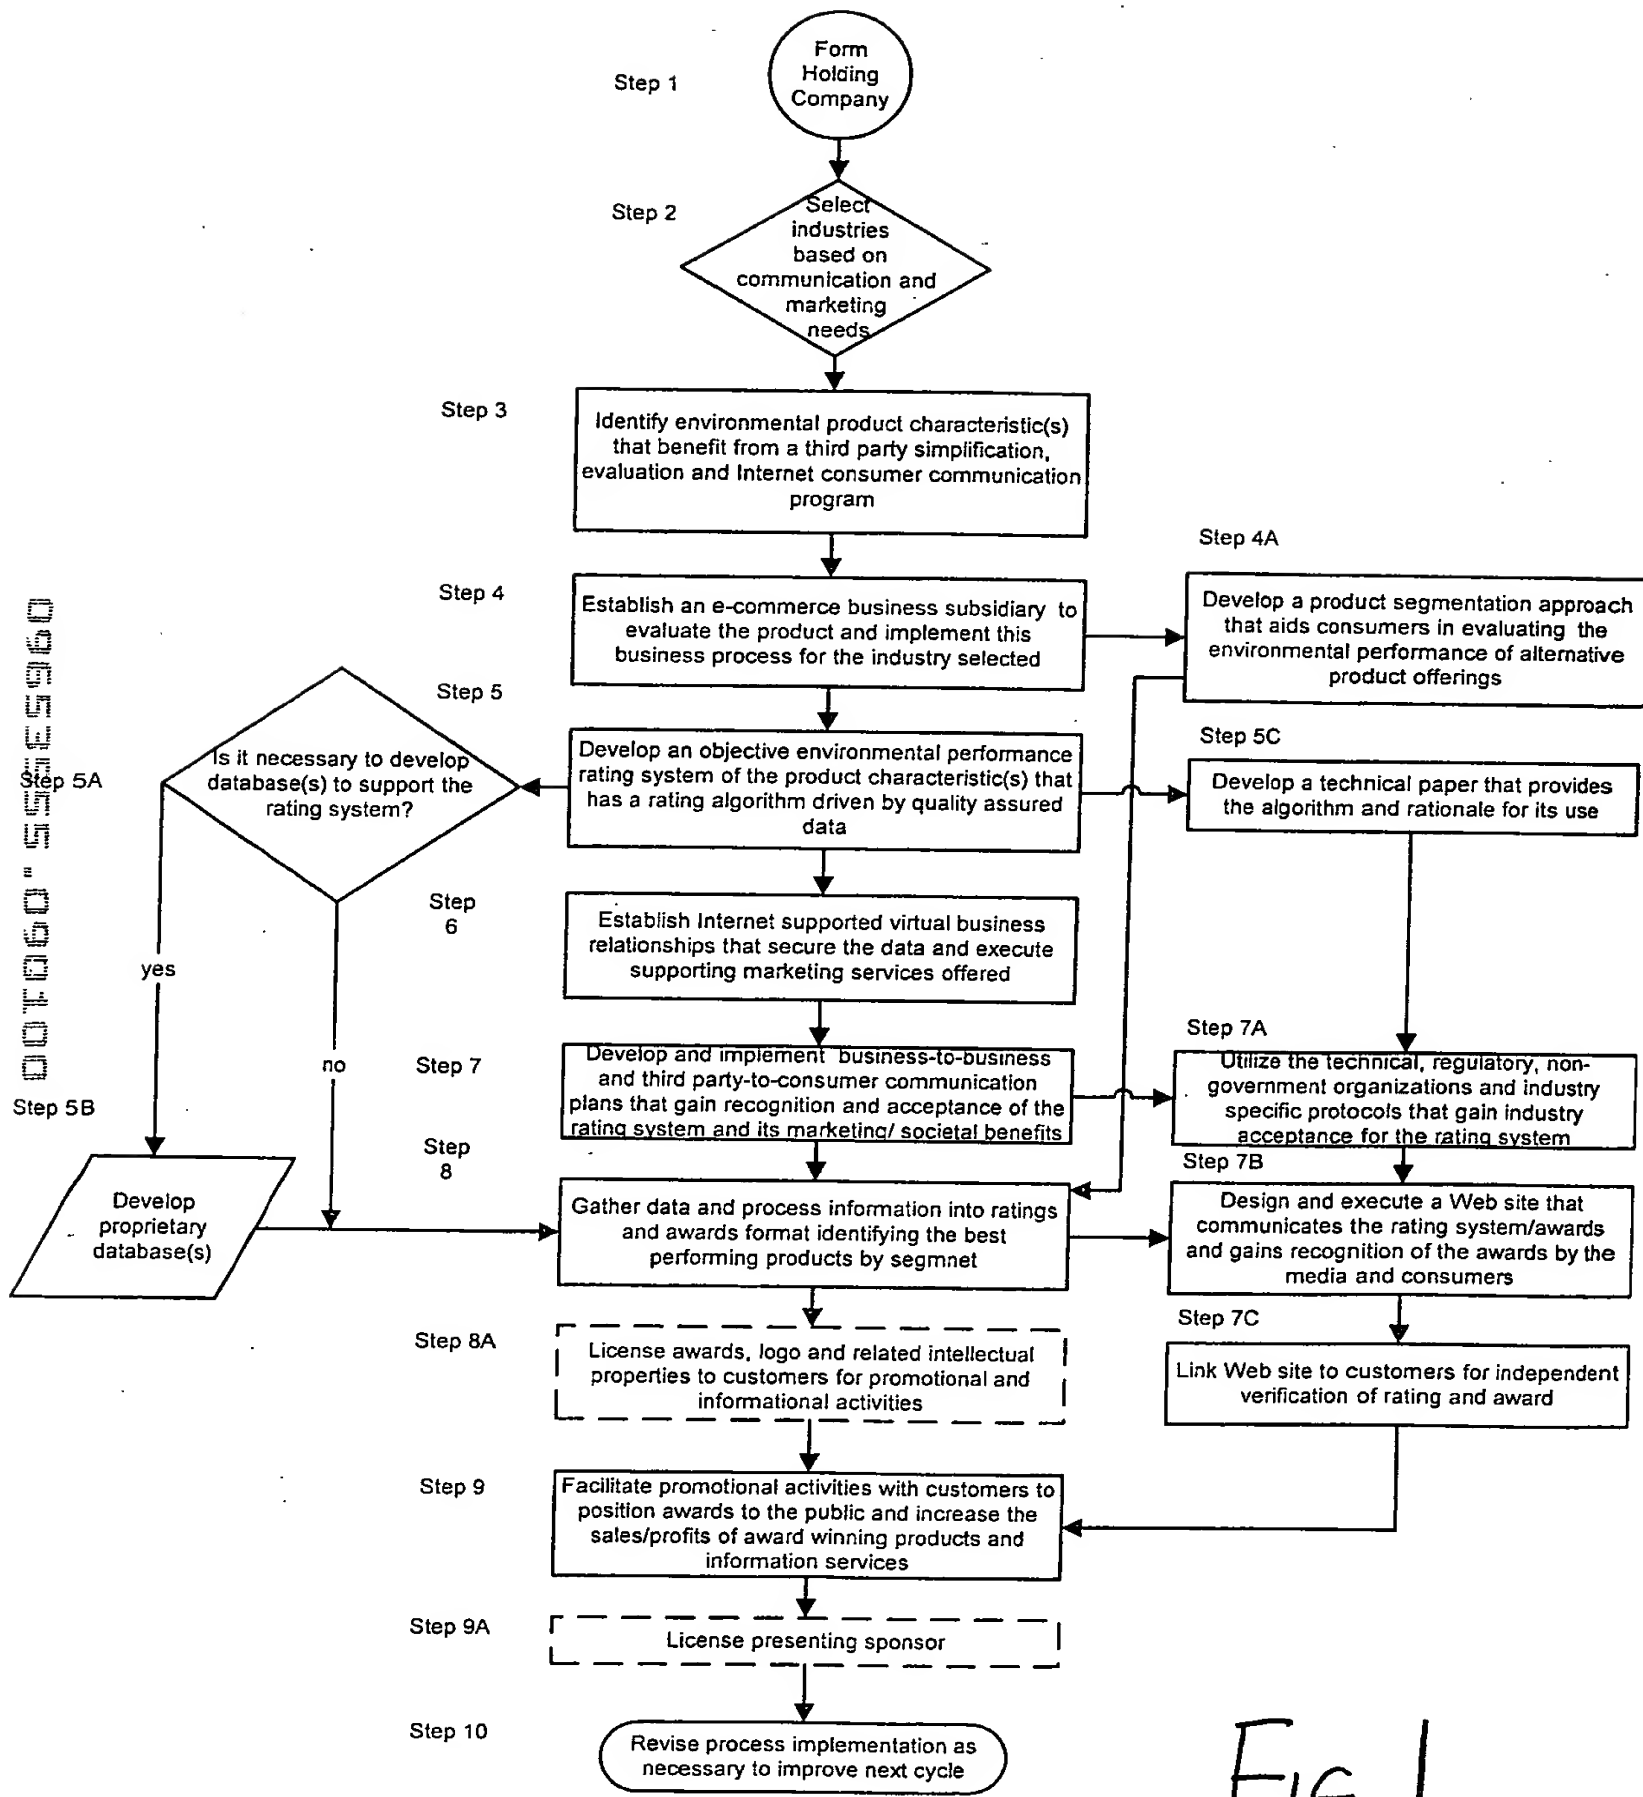 Form
Holding
Company
Step 1
Step 2
Select
industries
based on
communication and
marketing
needs
Step 3
Identify environmental product characteristic(s)
that benefit from a third party simplification,
evaluation and Internet consumer communication
program
Step 4
Establish an e-commerce business subsidiary to
evaluate the product and implement this
business process for the industry selected
Step 4A
Develop a product segmentation approach
that aids consumers in evaluating the
environmental performance of alternative
product offerings
Step 5
Develop an objective environmental performance
rating system of the product characteristic(s) that
has a rating algorithm driven by quality assured
data
Step 5A
Is it necessary to develop
database(s) to support the
rating system?
yes
no
Step 5B
Develop
proprietary
database(s)
Step 5C
Develop a technical paper that provides
the algorithm and rationale for its use
Step
6
Establish Internet supported virtual business
relationships that secure the data and execute
supporting marketing services offered
Step 7
Develop and implement business-to-business
and third party-to-consumer communication
plans that gain recognition and acceptance of the
rating system and its marketing/ societal benefits
Step 7A
Utilize the technical, regulatory, non-
government organizations and industry
specific protocols that gain industry
acceptance for the rating system
Step 7B
Design and execute a Web site that
communicates the rating system/awards
and gains recognition of the awards by the
media and consumers
Step 7C
Link Web site to customers for independent
verification of rating and award
Step
8
Gather data and process information into ratings
and awards format identifying the best
performing products by segmnet
Step 8A
License awards, logo and related intellectual
properties to customers for promotional and
informational activities
Step 9
Facilitate promotional activities with customers to
position awards to the public and increase the
sales/profits of award winning products and
information services
Step 9A
License presenting sponsor
Step 10
Revise process implementation as
necessary to improve next cycle
09653555.090100
FIG 1